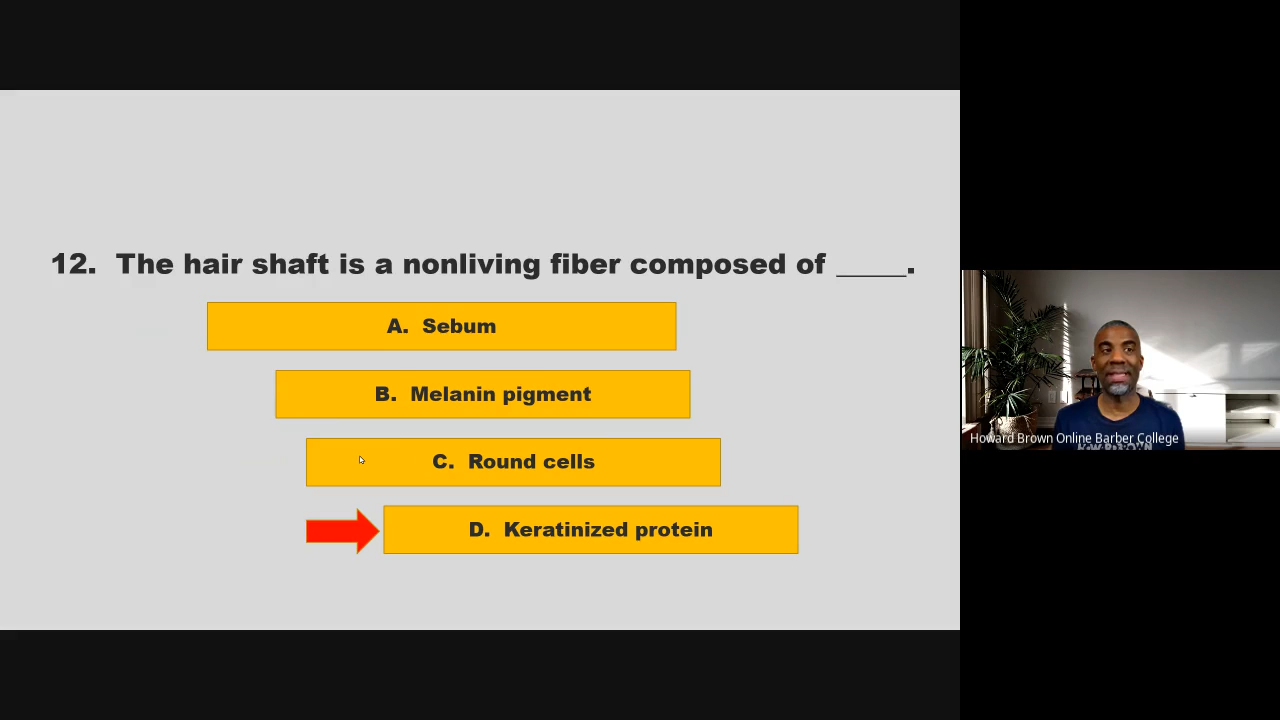 12. The hair shaft is a nonliving fiber composed of _____.
A. Sebum
B. Melanin pigment
C. Round cells
D. Keratinized protein
Howard Brown Online Barber College